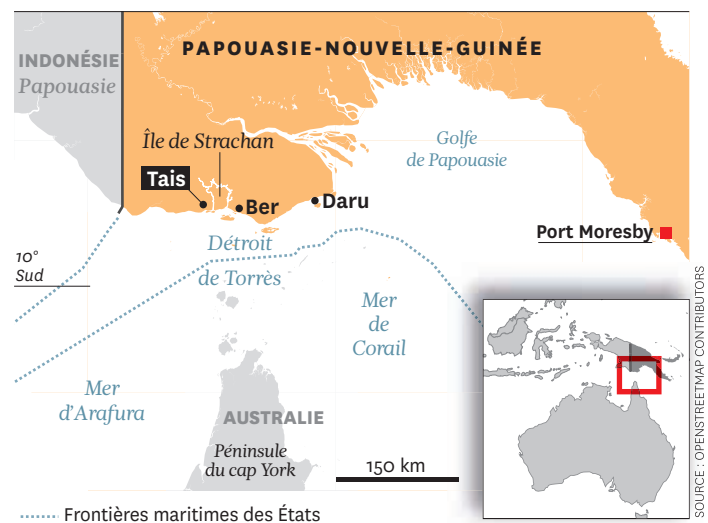 PAPOUASIE-NOUVELLE-GUINÉE
INDONÉSIE
Papouasie
Île de Strachan
Golfe
de Papouasie
Tais
Ber
Daru
Port Moresby
Détroit
de Torrès
10°
Sud
Mer
de
Corail
Mer
d'Arafura
AUSTRALIE
Péninsule
du cap York
150 km
Frontières maritimes des États
SOURCE : OPENSTREETMAP CONTRIBUTORS